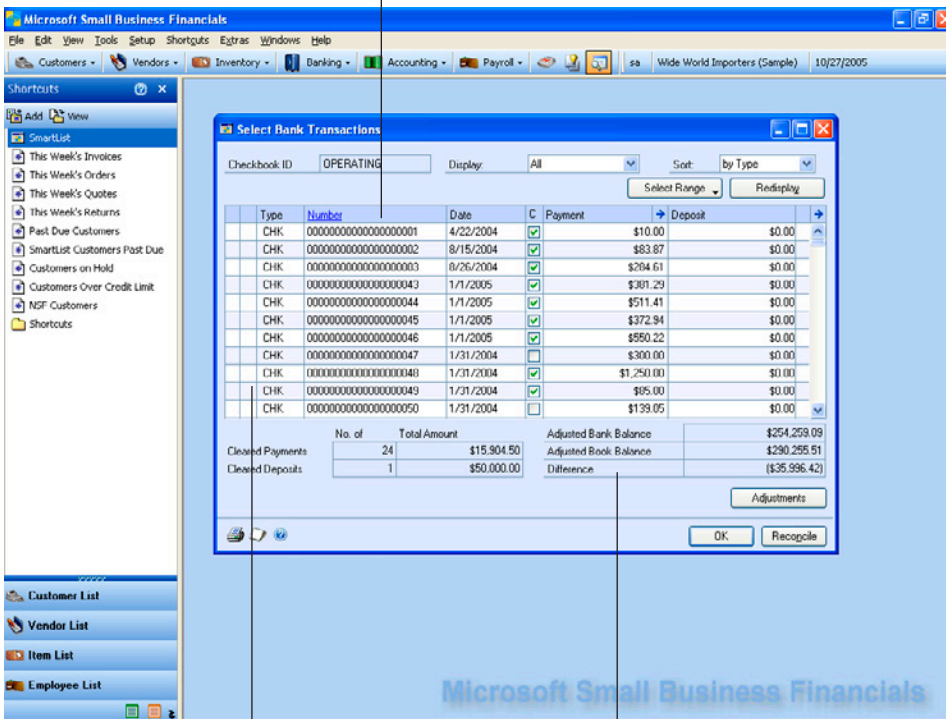 Microsoft Small Business Financials
File Edit View Tools Setup Shortcuts Extras Windows Help
Customers Vendors Inventory Banking Accounting Payroll sa Wide World Importers (Sample) 10/27/2005
Shortcuts
Add View
SmartList
This Week's Invoices
This Week's Orders
This Week's Quotes
This Week's Returns
Past Due Customers
SmartList Customers Past Due
Customers on Hold
Customers Over Credit Limit
NSF Customers
Shortcuts
Customer List
Vendor List
Item List
Employee List
Select Bank Transactions
Checkbook ID OPERATING Display: All Sort: by Type
Select Range Redisplay
Type Number Date C Payment Deposit
CHK 00000000000000000001 4/22/2004 $10.00 $0.00
CHK 00000000000000000002 8/15/2004 $83.87 $0.00
CHK 00000000000000000003 8/26/2004 $284.61 $0.00
CHK 00000000000000000043 1/1/2005 $381.29 $0.00
CHK 00000000000000000044 1/1/2005 $511.41 $0.00
CHK 00000000000000000045 1/1/2005 $372.94 $0.00
CHK 00000000000000000046 1/1/2005 $550.22 $0.00
CHK 00000000000000000047 1/31/2004 $300.00 $0.00
CHK 00000000000000000048 1/31/2004 $1,250.00 $0.00
CHK 00000000000000000049 1/31/2004 $85.00 $0.00
CHK 00000000000000000050 1/31/2004 $139.05 $0.00
No. of Total Amount
Cleared Payments 24 $15,904.50
Cleared Deposits 1 $50,000.00
Adjusted Bank Balance $254,259.09
Adjusted Book Balance $290,255.51
Difference ($35,996.42)
Adjustments
OK Reconcile
Microsoft Small Business Financials